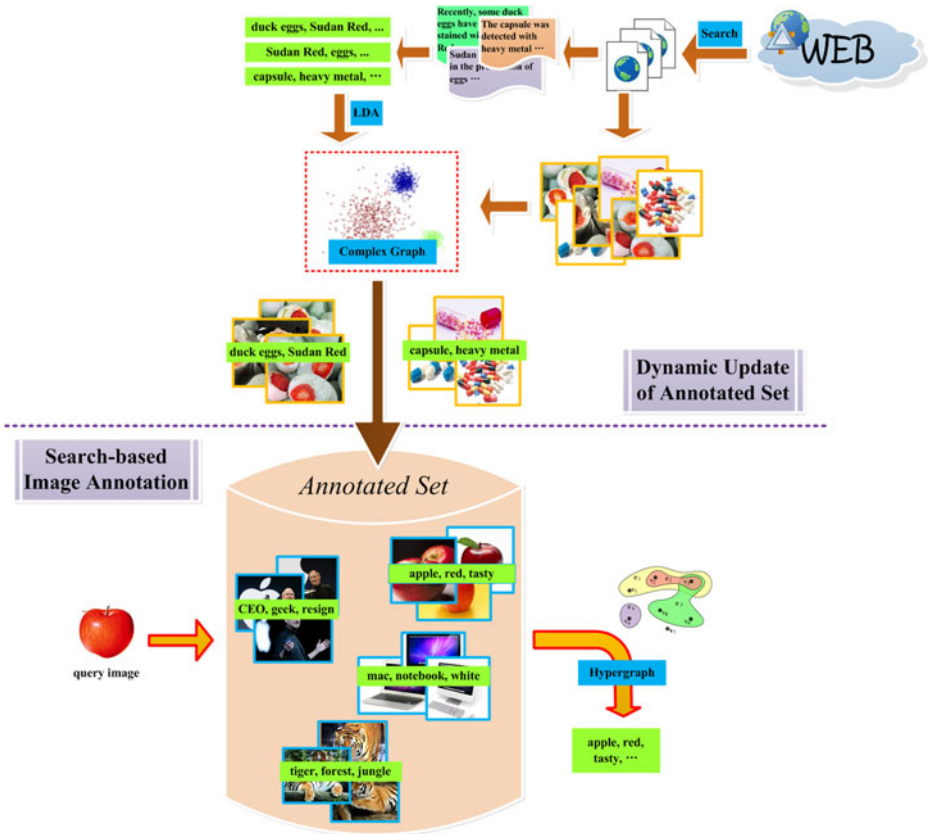 duck eggs, Sudan Red, ...
Sudan Red, eggs, ...
capsule, heavy metal, ⋯
Recently, some duck
eggs have
stained wi
Re
The capsule was
detected with
heavy metal ⋯
Sudan
in the pr of
eggs ⋯
Search
WEB
LDA
Complex Graph
duck eggs, Sudan Red
capsule, heavy metal
Dynamic Update
of Annotated Set
Search-based
Image Annotation
Annotated Set
CEO, geek, resign
apple, red, tasty
mac, notebook, white
tiger, forest, jungle
query image
Hypergraph
apple, red,
tasty, ⋯